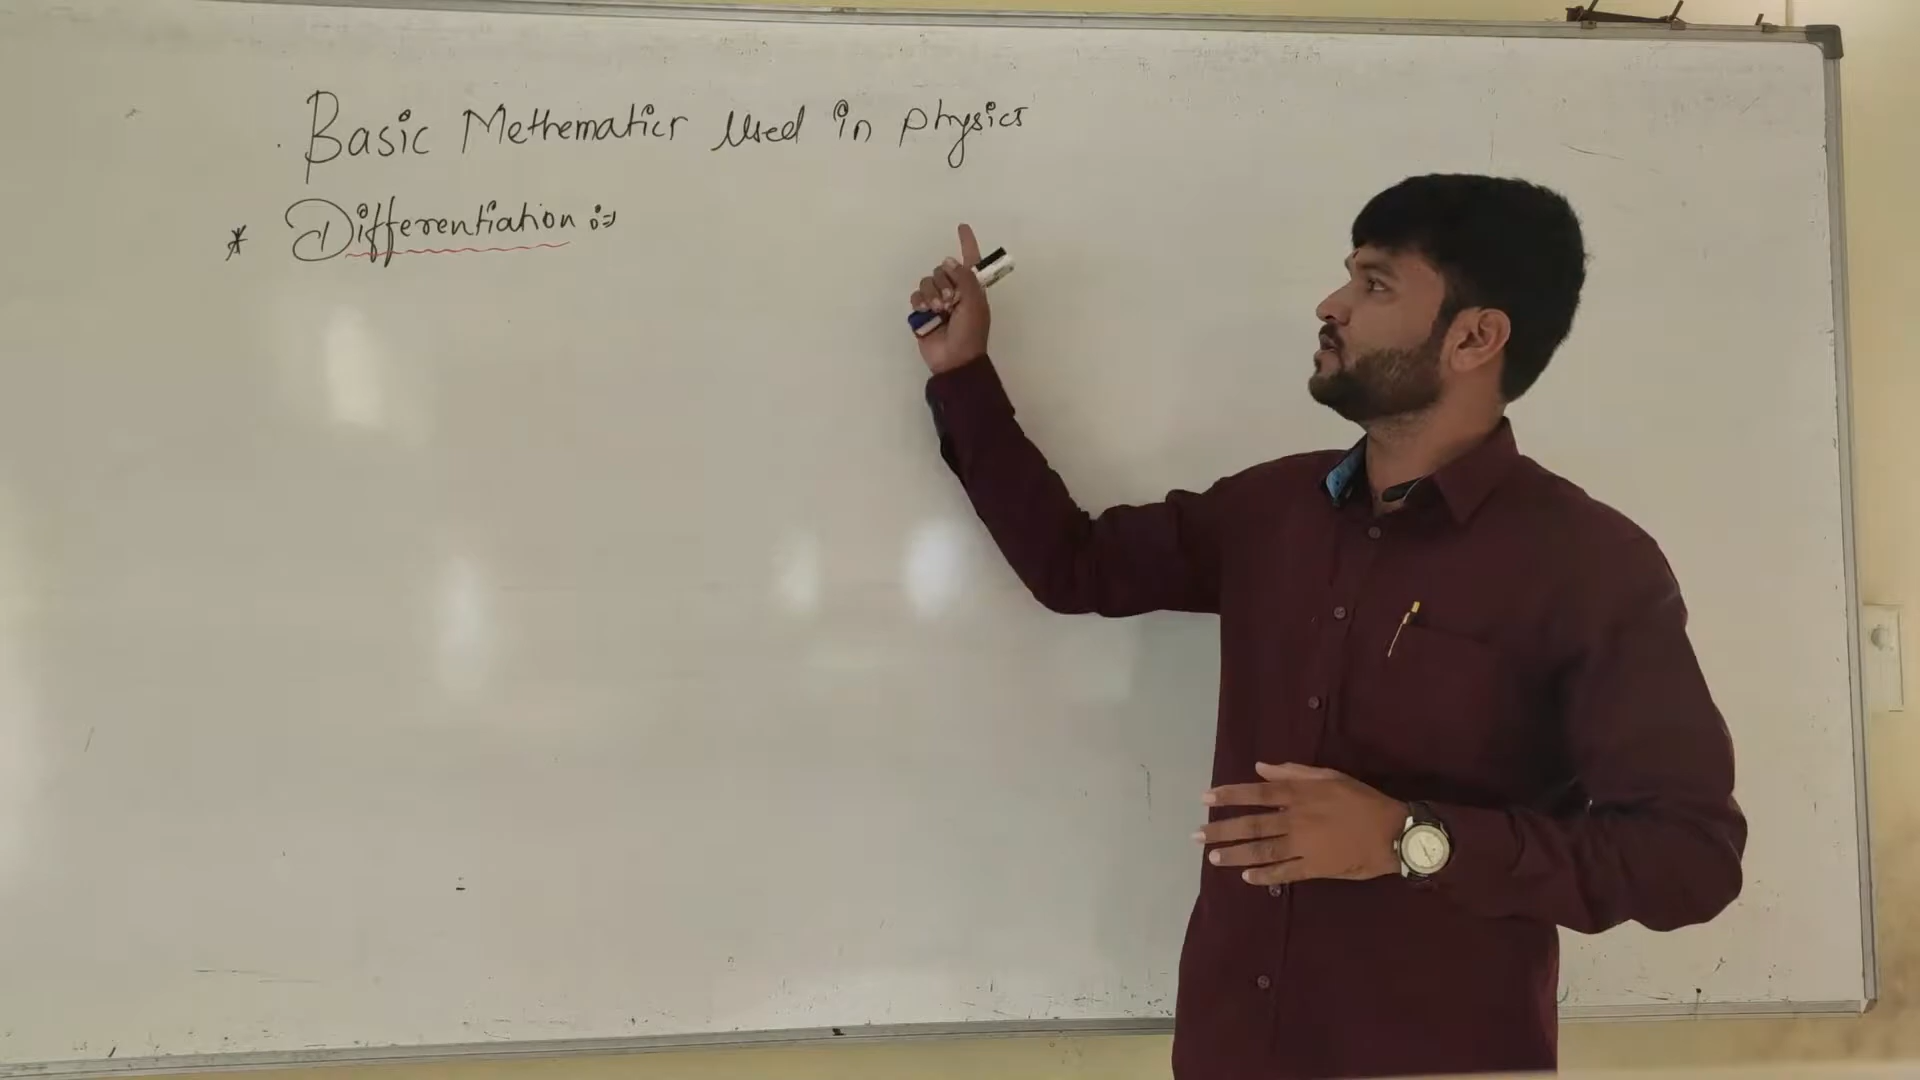 Basic Methematics Used in physics
* Differentiation :⇒